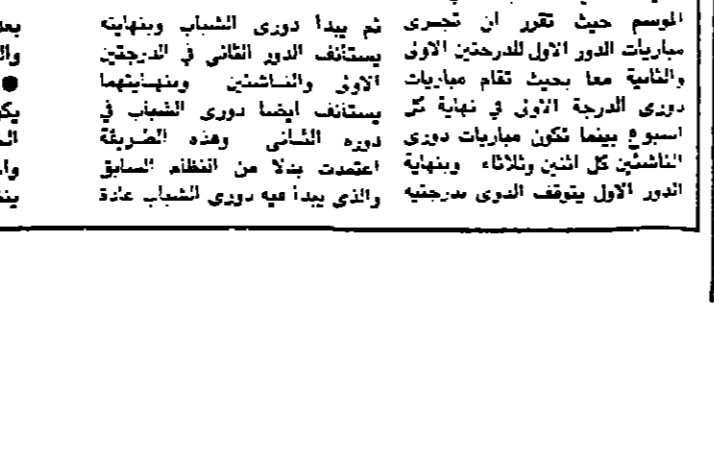 الموسم حيث تقرر ان تجرى
مباريات الدور الاول للدرجتين الاولى
والثانية معا بحيث تقام مباريات
دورى الدرجة الاولى في نهاية كل
اسبوع بينما تكون مباريات دورى
الناشئين كل اثنين وثلاثاء وبنهاية
الدور الاول يتوقف الدورى بدرجتيه
ثم يبدأ دورى الشباب وبنهايته
يستأنف الدور الثانى في الدرجتين
الاولى والناشئين وبنهايتهما
يستأنف ايضا دورى الشباب في
دوره الثانى وهذه الطريقة
اعتمدت بدلا من النظام السابق
والذي يبدأ فيه دورى الشباب عادة